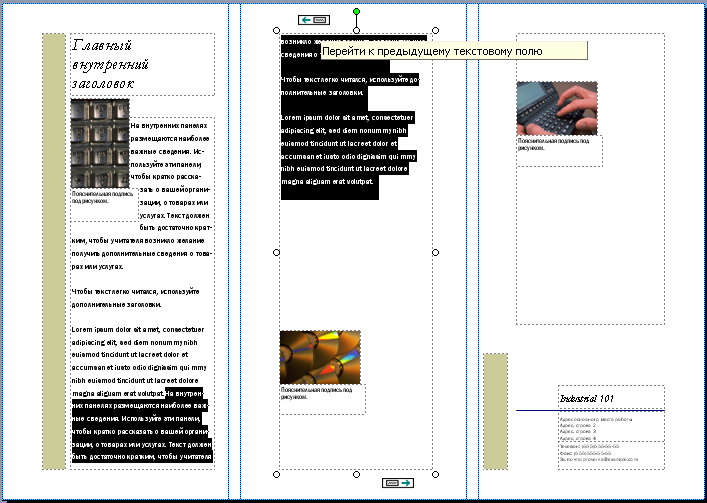 Главный
внутренний
заголовок
На внутренних панелях
размещаются наиболее
важные сведения. Ис-
пользуйте эти панели,
чтобы кратко расска-
зать о вашей органи-
зации, о товарах или
услугах. Текст должен
быть достаточно крат-
ким, чтобы у читателя возникло желание
получить дополнительные сведения о това-
рах или услугах.
Пояснительная подпись
под рисунком.
Чтобы текст легко читался, используйте
дополнительные заголовки.
Lorem ipsum dolor sit amet, consectetuer
adipiscing elit, sed diem nonummy nibh
euismod tincidunt ut lacreet dolor et
accumsan et iusto odio dignissim qui mmy
nibh euismod tincidunt ut lacreet dolore
magna aliguam erat volutpat. На внутрен-
них панелях размещаются наиболее важ-
ные сведения. Используйте эти панели,
чтобы кратко рассказать о вашей органи-
зации, о товарах или услугах. Текст должен
быть достаточно кратким, чтобы у читателя
возникло
сведения о
Перейти к предыдущему текстовому полю
Чтобы текст легко читался, используйте до-
полнительные заголовки.
Lorem ipsum dolor sit amet, consectetuer
adipiscing elit, sed diem nonummy nibh
euismod tincidunt ut lacreet dolor et
accumsan et iusto odio dignissim qui mmy
nibh euismod tincidunt ut lacreet dolore
magna aliguam erat volutpat.
Пояснительная подпись под
рисунком.
Пояснительная подпись под
рисунком.
Industrial 101
Адрес основного места работы
Адрес, строка 2
Адрес, строка 3
Адрес, строка 4
Телефон: (555) 555-55-55
Факс: (555) 555-55-55